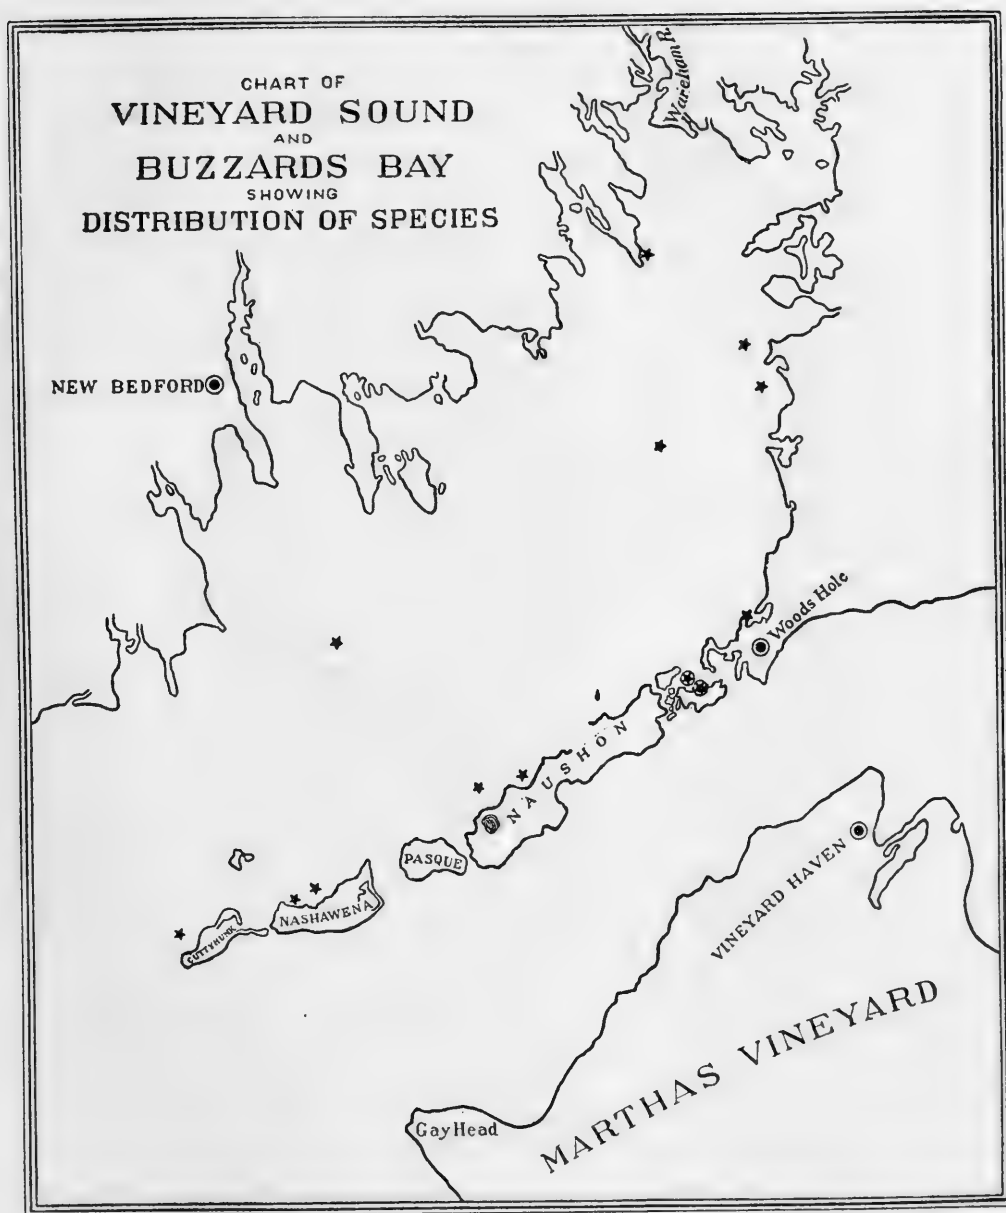 CHART OF
VINEYARD SOUND
AND
BUZZARDS BAY
SHOWING
DISTRIBUTION OF SPECIES
Wareham R.
NEW BEDFORD
Woods Hole
NAUSHON
PASQUE
NASHAWENA
CUTTYHUNK
VINEYARD HAVEN
MARTHAS VINEYARD
Gay Head